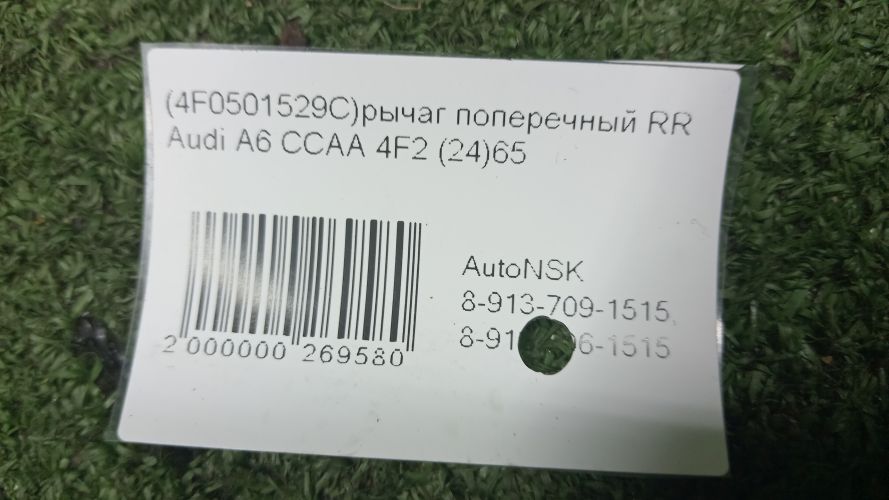 (4F0501529C)рычаг поперечный RR
Audi A6 CCAA 4F2 (24)65
AutoNSK
8-913-709-1515,
2 000000 269580